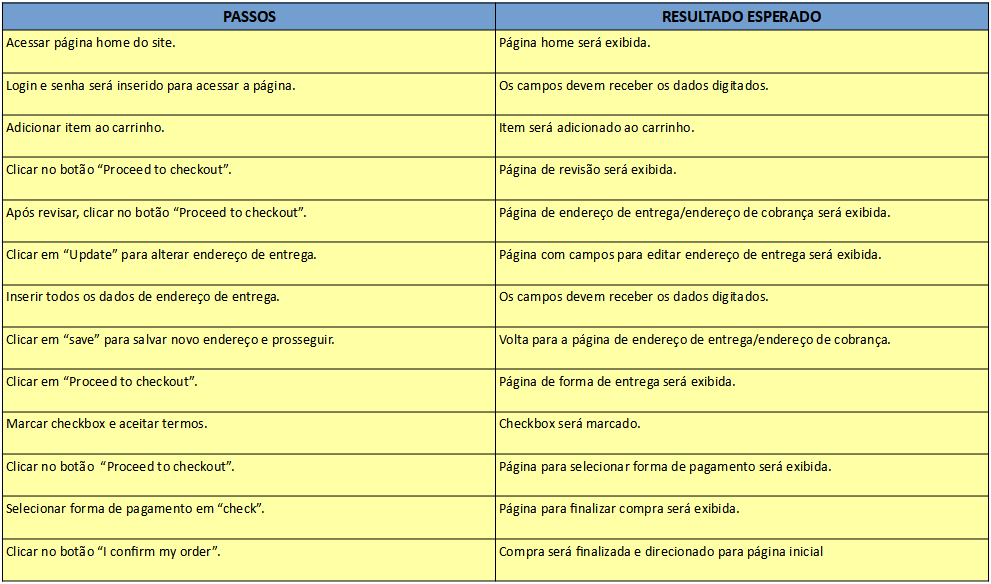 PASSOS RESULTADO ESPERADO
Acessar página home do site. Página home será exibida.
Login e senha será inserido para acessar a página. Os campos devem receber os dados digitados.
Adicionar item ao carrinho. Item será adicionado ao carrinho.
Clicar no botão “Proceed to checkout”. Página de revisão será exibida.
Após revisar, clicar no botão “Proceed to checkout”. Página de endereço de entrega/endereço de cobrança será exibida.
Clicar em “Update” para alterar endereço de entrega. Página com campos para editar endereço de entrega será exibida.
Inserir todos os dados de endereço de entrega. Os campos devem receber os dados digitados.
Clicar em “save” para salvar novo endereço e prosseguir. Volta para a página de endereço de entrega/endereço de cobrança.
Clicar em “Proceed to checkout”. Página de forma de entrega será exibida.
Marcar checkbox e aceitar termos. Checkbox será marcado.
Clicar no botão “Proceed to checkout”. Página para selecionar forma de pagamento será exibida.
Selecionar forma de pagamento em “check”. Página para finalizar compra será exibida.
Clicar no botão “I confirm my order”. Compra será finalizada e direcionado para página inicial